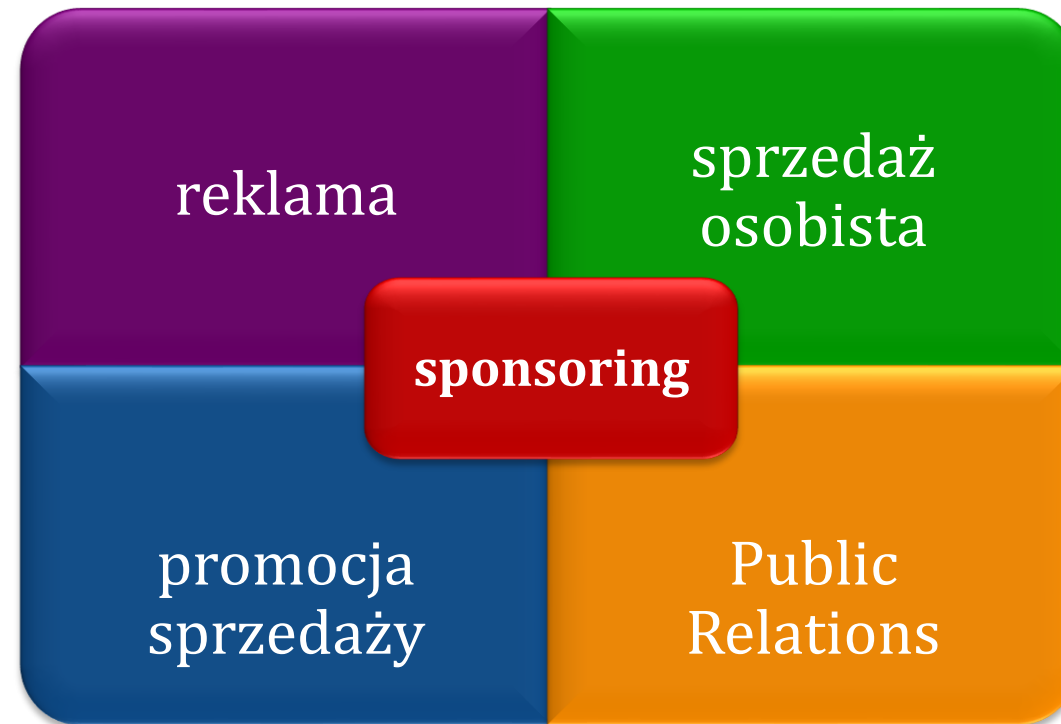 reklama
sprzedaż
osobista
sponsoring
promocja
sprzedaży
Public
Relations